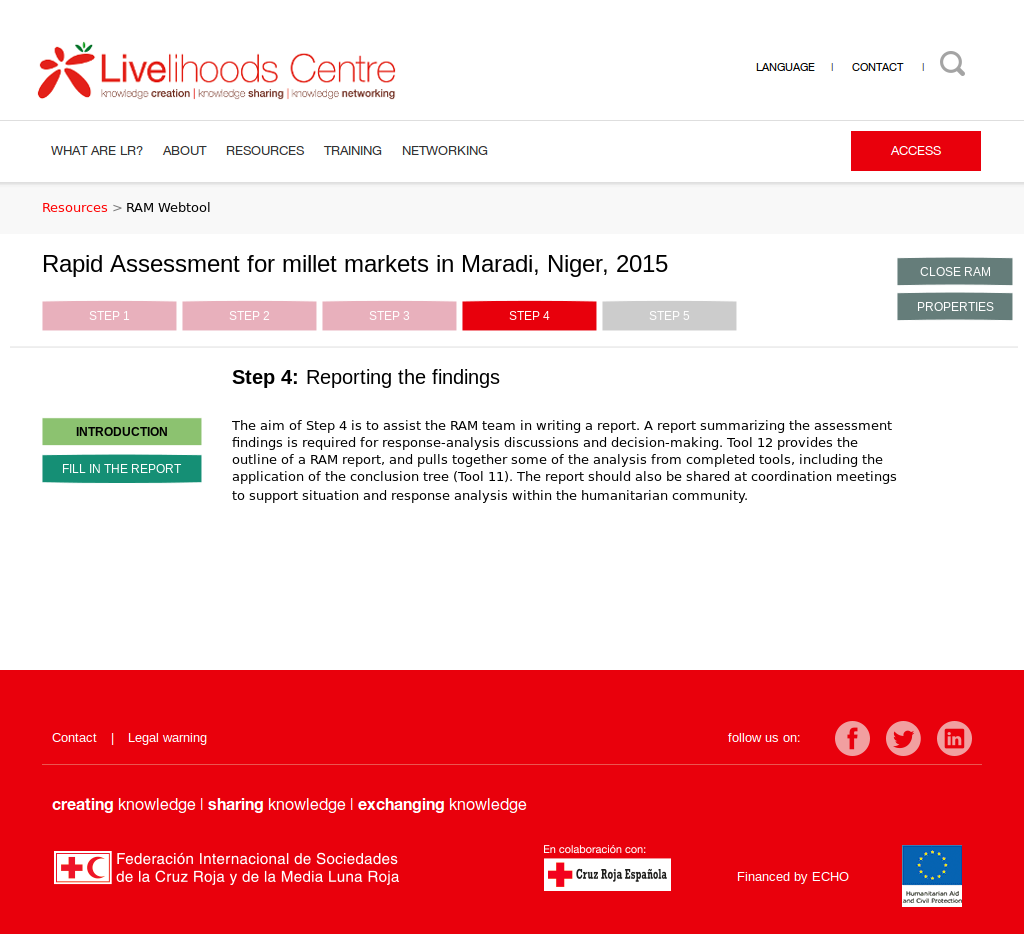 Livelihoods Centre
knowledge creation | knowledge sharing | knowledge networking
LANGUAGE | CONTACT |
WHAT ARE LR? ABOUT RESOURCES TRAINING NETWORKING ACCESS
Resources > RAM Webtool
Rapid Assessment for millet markets in Maradi, Niger, 2015
CLOSE RAM
PROPERTIES
STEP 1 STEP 2 STEP 3 STEP 4 STEP 5
Step 4: Reporting the findings
INTRODUCTION
FILL IN THE REPORT
The aim of Step 4 is to assist the RAM team in writing a report. A report summarizing the assessment
findings is required for response-analysis discussions and decision-making. Tool 12 provides the
outline of a RAM report, and pulls together some of the analysis from completed tools, including the
application of the conclusion tree (Tool 11). The report should also be shared at coordination meetings
to support situation and response analysis within the humanitarian community.
Contact | Legal warning
follow us on:
creating knowledge | sharing knowledge | exchanging knowledge
Federación Internacional de Sociedades
de la Cruz Roja y de la Media Luna Roja
En colaboración con:
Cruz Roja Española
Financed by ECHO
Humanitarian Aid
and Civil Protection